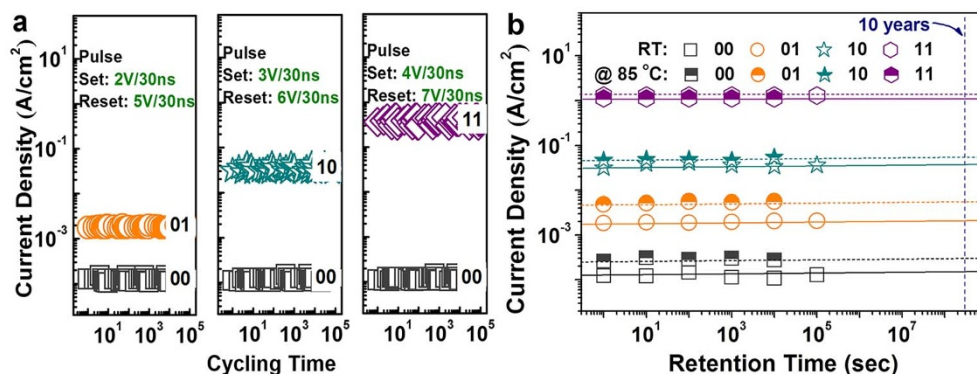 a
Current Density (A/cm²)
10¹
10⁻¹
10⁻³
Pulse
Set: 2V/30ns
Reset: 5V/30ns
01
00
10¹ 10³ 10⁵
Pulse
Set: 3V/30ns
Reset: 6V/30ns
10
00
10¹ 10³ 10⁵
Pulse
Set: 4V/30ns
Reset: 7V/30ns
11
00
10¹ 10³ 10⁵
Cycling Time
b
Current Density (A/cm²)
10¹
10⁻¹
10⁻³
10 years
RT: 00 01 10 11
@ 85 °C: 00 01 10 11
10¹ 10³ 10⁵ 10⁷
Retention Time (sec)